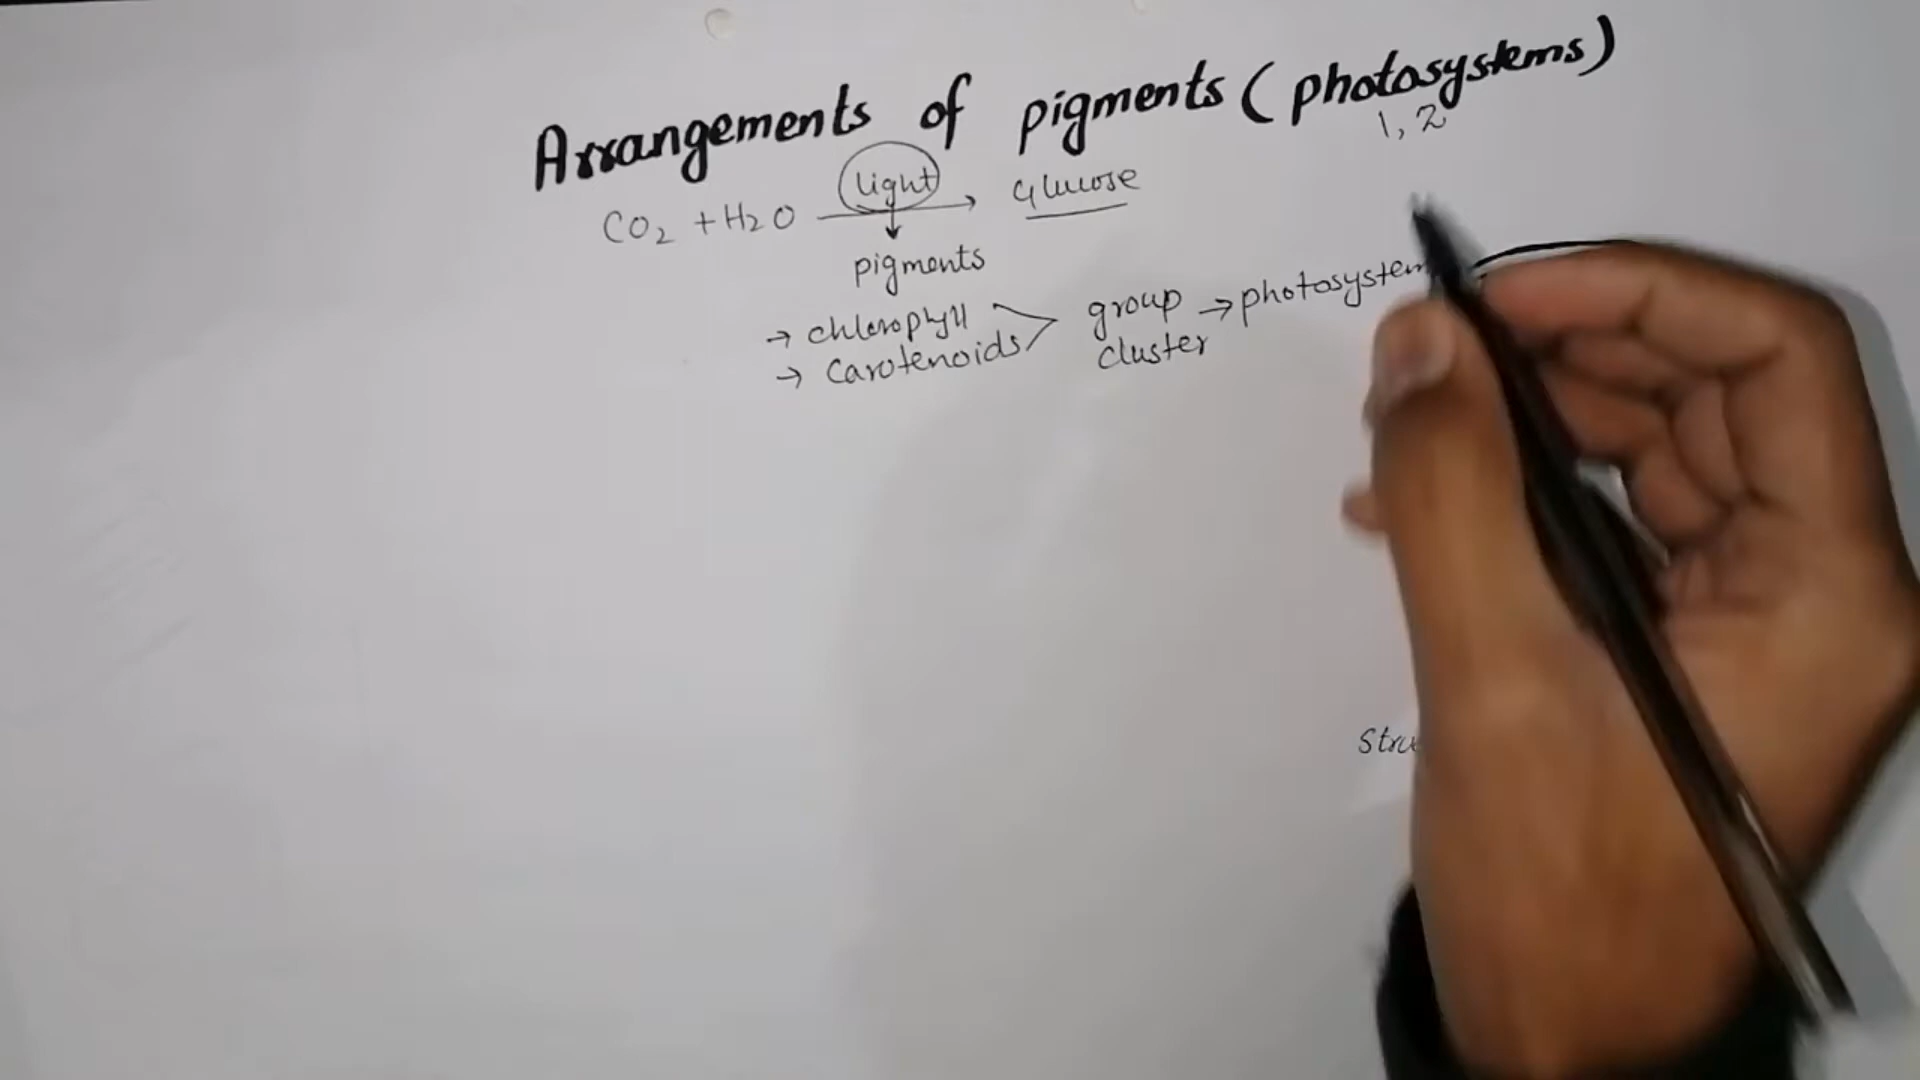 Arrangements of pigments (photosystems)
1, 2
CO2 + H2O light → Glucose
pigments
→ chlorophyll group → photosystem
→ carotenoids cluster